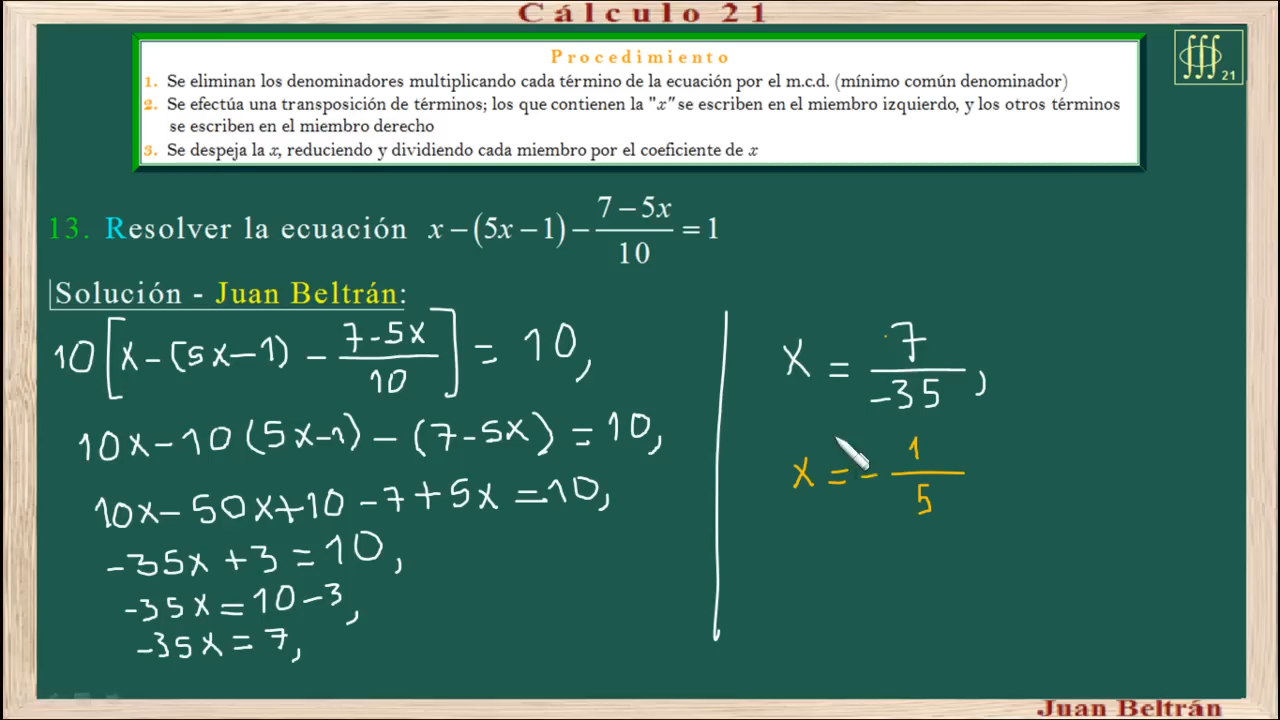 Cálculo 21
Procedimiento
1. Se eliminan los denominadores multiplicando cada término de la ecuación por el m.c.d. (mínimo común denominador)
2. Se efectúa una transposición de términos; los que contienen la "x" se escriben en el miembro izquierdo, y los otros términos
se escriben en el miembro derecho
3. Se despeja la x, reduciendo y dividiendo cada miembro por el coeficiente de x
21
13. Resolver la ecuación x – (5x – 1) – (7 – 5x)/10 = 1
Solución - Juan Beltrán:
10[x – (5x – 1) – (7 - 5x)/10] = 10,
10x – 10(5x – 1) – (7 - 5x) = 10,
10x – 50x + 10 – 7 + 5x = 10,
-35x + 3 = 10,
-35x = 10 – 3,
-35x = 7,
x = 7/-35,
x = - 1/5
Juan Beltrán